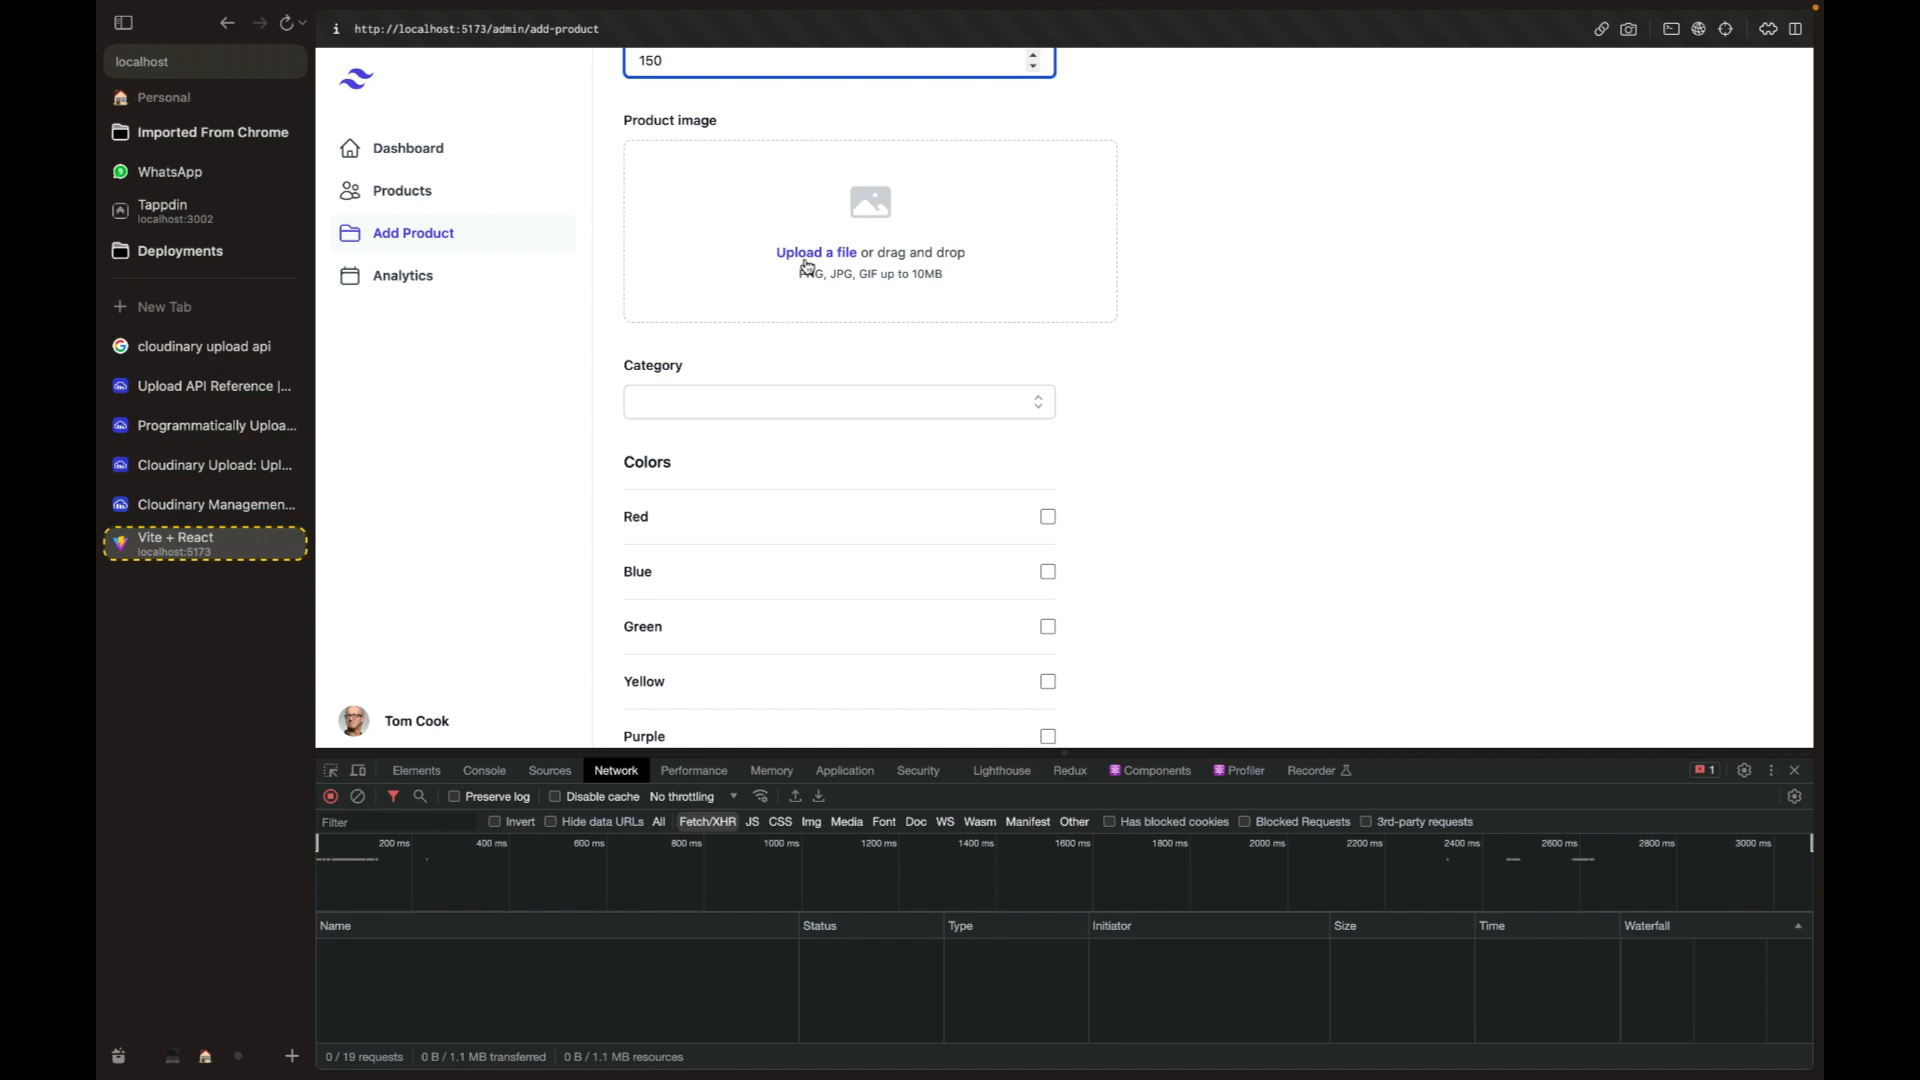 localhost
Personal
Imported From Chrome
WhatsApp
Tappdin
localhost:3002
Deployments
New Tab
cloudinary upload api
Upload API Reference |...
Programmatically Uploa...
Cloudinary Upload: Upl...
Cloudinary Managemen...
Vite + React
localhost:5173
http://localhost:5173/admin/add-product
Dashboard
Products
Add Product
Analytics
Tom Cook
150
Product image
Upload a file or drag and drop
PNG, JPG, GIF up to 10MB
Category
Colors
Red
Blue
Green
Yellow
Purple
Elements Console Sources Network Performance Memory Application Security Lighthouse Redux Components Profiler Recorder 1
Preserve log Disable cache No throttling
Filter Invert Hide data URLs All Fetch/XHR JS CSS Img Media Font Doc WS Wasm Manifest Other Has blocked cookies Blocked Requests 3rd-party requests
200 ms 400 ms 600 ms 800 ms 1000 ms 1200 ms 1400 ms 1600 ms 1800 ms 2000 ms 2200 ms 2400 ms 2600 ms 2800 ms 3000 ms
Name Status Type Initiator Size Time Waterfall
0 / 19 requests 0 B / 1.1 MB transferred 0 B / 1.1 MB resources